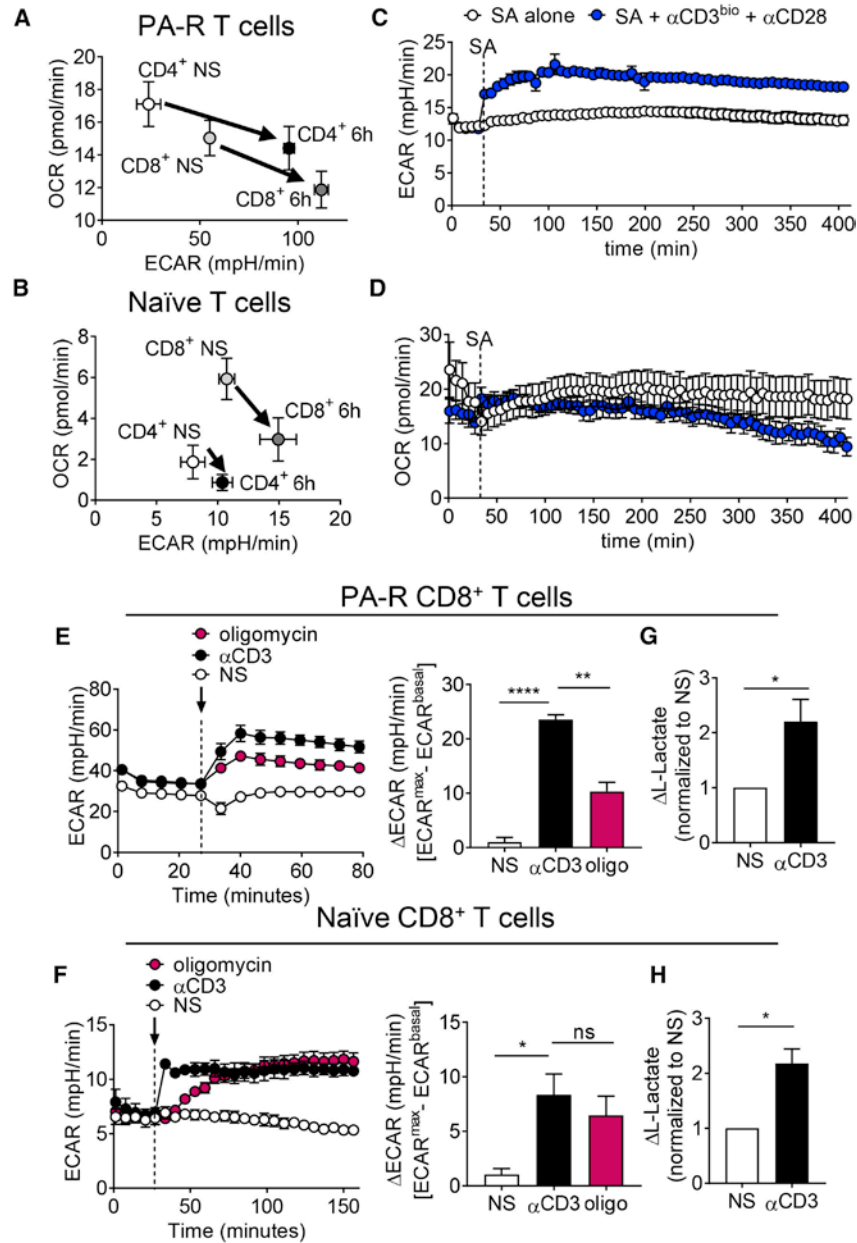 A
PA-R T cells
OCR (pmol/min)
18
16
14
12
10
CD4⁺ NS
CD8⁺ NS
CD4⁺ 6h
CD8⁺ 6h
0
50
100
ECAR (mpH/min)
B
Naïve T cells
OCR (pmol/min)
8
6
4
2
0
CD8⁺ NS
CD4⁺ NS
CD8⁺ 6h
CD4⁺ 6h
0
5
10
15
20
ECAR (mpH/min)
SA alone
SA + αCD3ᵇⁱᵒ + αCD28
C
SA
ECAR (mpH/min)
25
20
15
10
5
0
0 50 100 150 200 250 300 350 400
time (min)
D
SA
OCR (pmol/min)
30
20
10
0
0 50 100 150 200 250 300 350 400
time (min)
PA-R CD8⁺ T cells
E
oligomycin
αCD3
NS
ECAR (mpH/min)
80
60
40
20
0
0 20 40 60 80
Time (minutes)
ΔECAR (mpH/min)
[ECARᵐᵃˣ- ECARᵇᵃˢᵃˡ]
30
20
10
0
****
**
NS αCD3 oligo
G
ΔL-Lactate
(normalized to NS)
3
2
1
0
*
NS αCD3
Naïve CD8⁺ T cells
F
oligomycin
αCD3
NS
ECAR (mpH/min)
15
10
5
0
0 50 100 150
Time (minutes)
ΔECAR (mpH/min)
[ECARᵐᵃˣ- ECARᵇᵃˢᵃˡ]
15
10
5
0
*
ns
NS αCD3 oligo
H
ΔL-Lactate
(normalized to NS)
3
2
1
0
*
NS αCD3